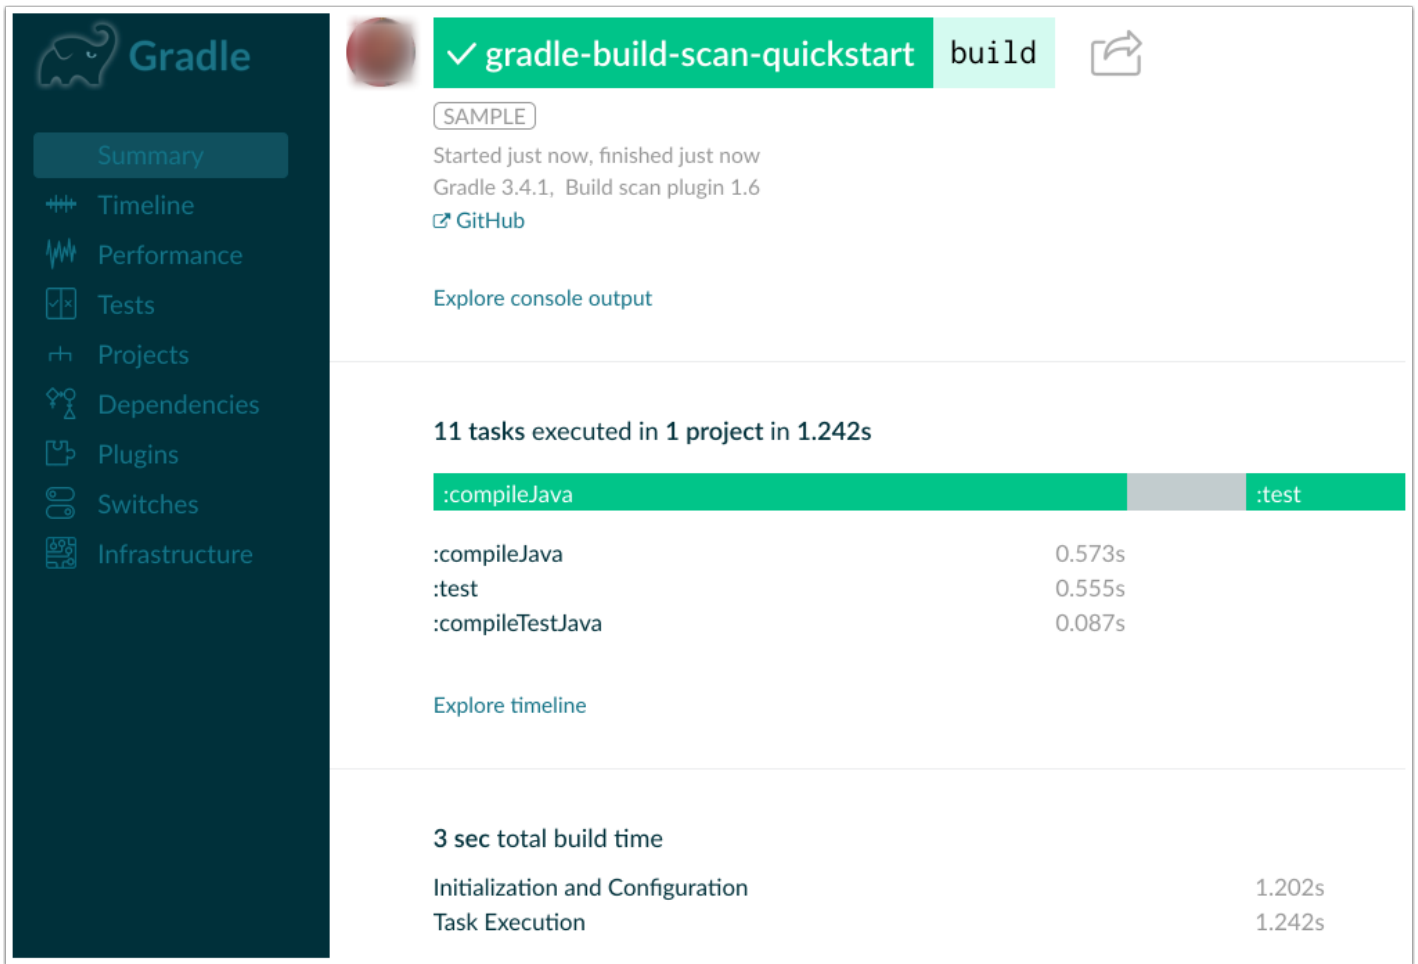 Gradle
Summary
Timeline
Performance
Tests
Projects
Dependencies
Plugins
Switches
Infrastructure
gradle-build-scan-quickstart build
SAMPLE
Started just now, finished just now
Gradle 3.4.1, Build scan plugin 1.6
GitHub
Explore console output
11 tasks executed in 1 project in 1.242s
:compileJava :test
:compileJava 0.573s
:test 0.555s
:compileTestJava 0.087s
Explore timeline
3 sec total build time
Initialization and Configuration 1.202s
Task Execution 1.242s